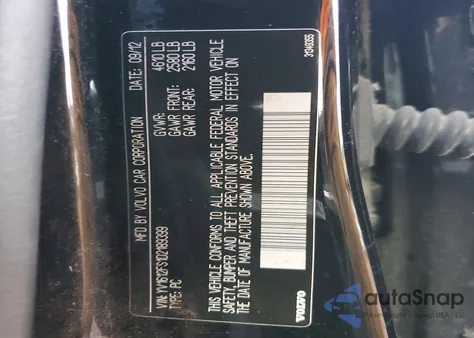 MFD BY VOLVO CAR CORPORATION DATE: 09/12
GVWR: 4610 LB
GAWR FRONT: 2580 LB
GAWR REAR: 2160 LB
TYPE: PC
THIS VEHICLE CONFORMS TO ALL APPLICABLE FEDERAL MOTOR VEHICLE
SAFETY, BUMPER AND THEFT PREVENTION STANDARDS IN EFFECT ON
THE DATE OF MANUFACTURE SHOWN ABOVE.
VOLVO
autoSnap